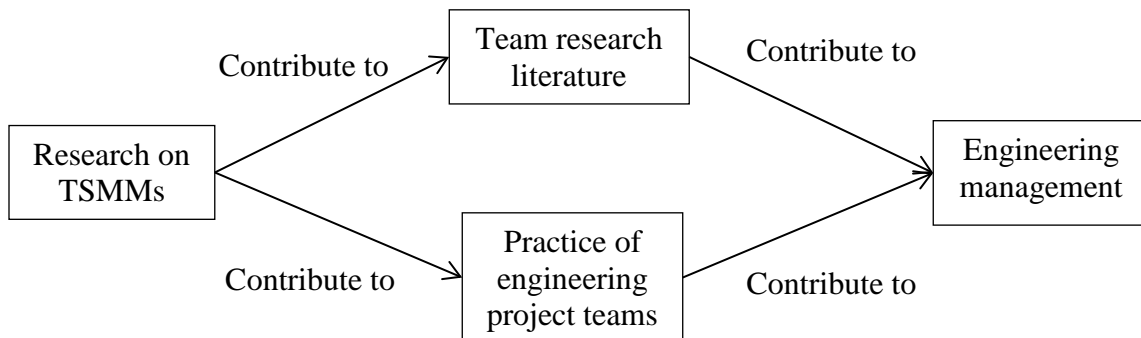 Team research
literature
Contribute to
Contribute to
Research on
TSMMs
Engineering
management
Practice of
engineering
project teams
Contribute to
Contribute to